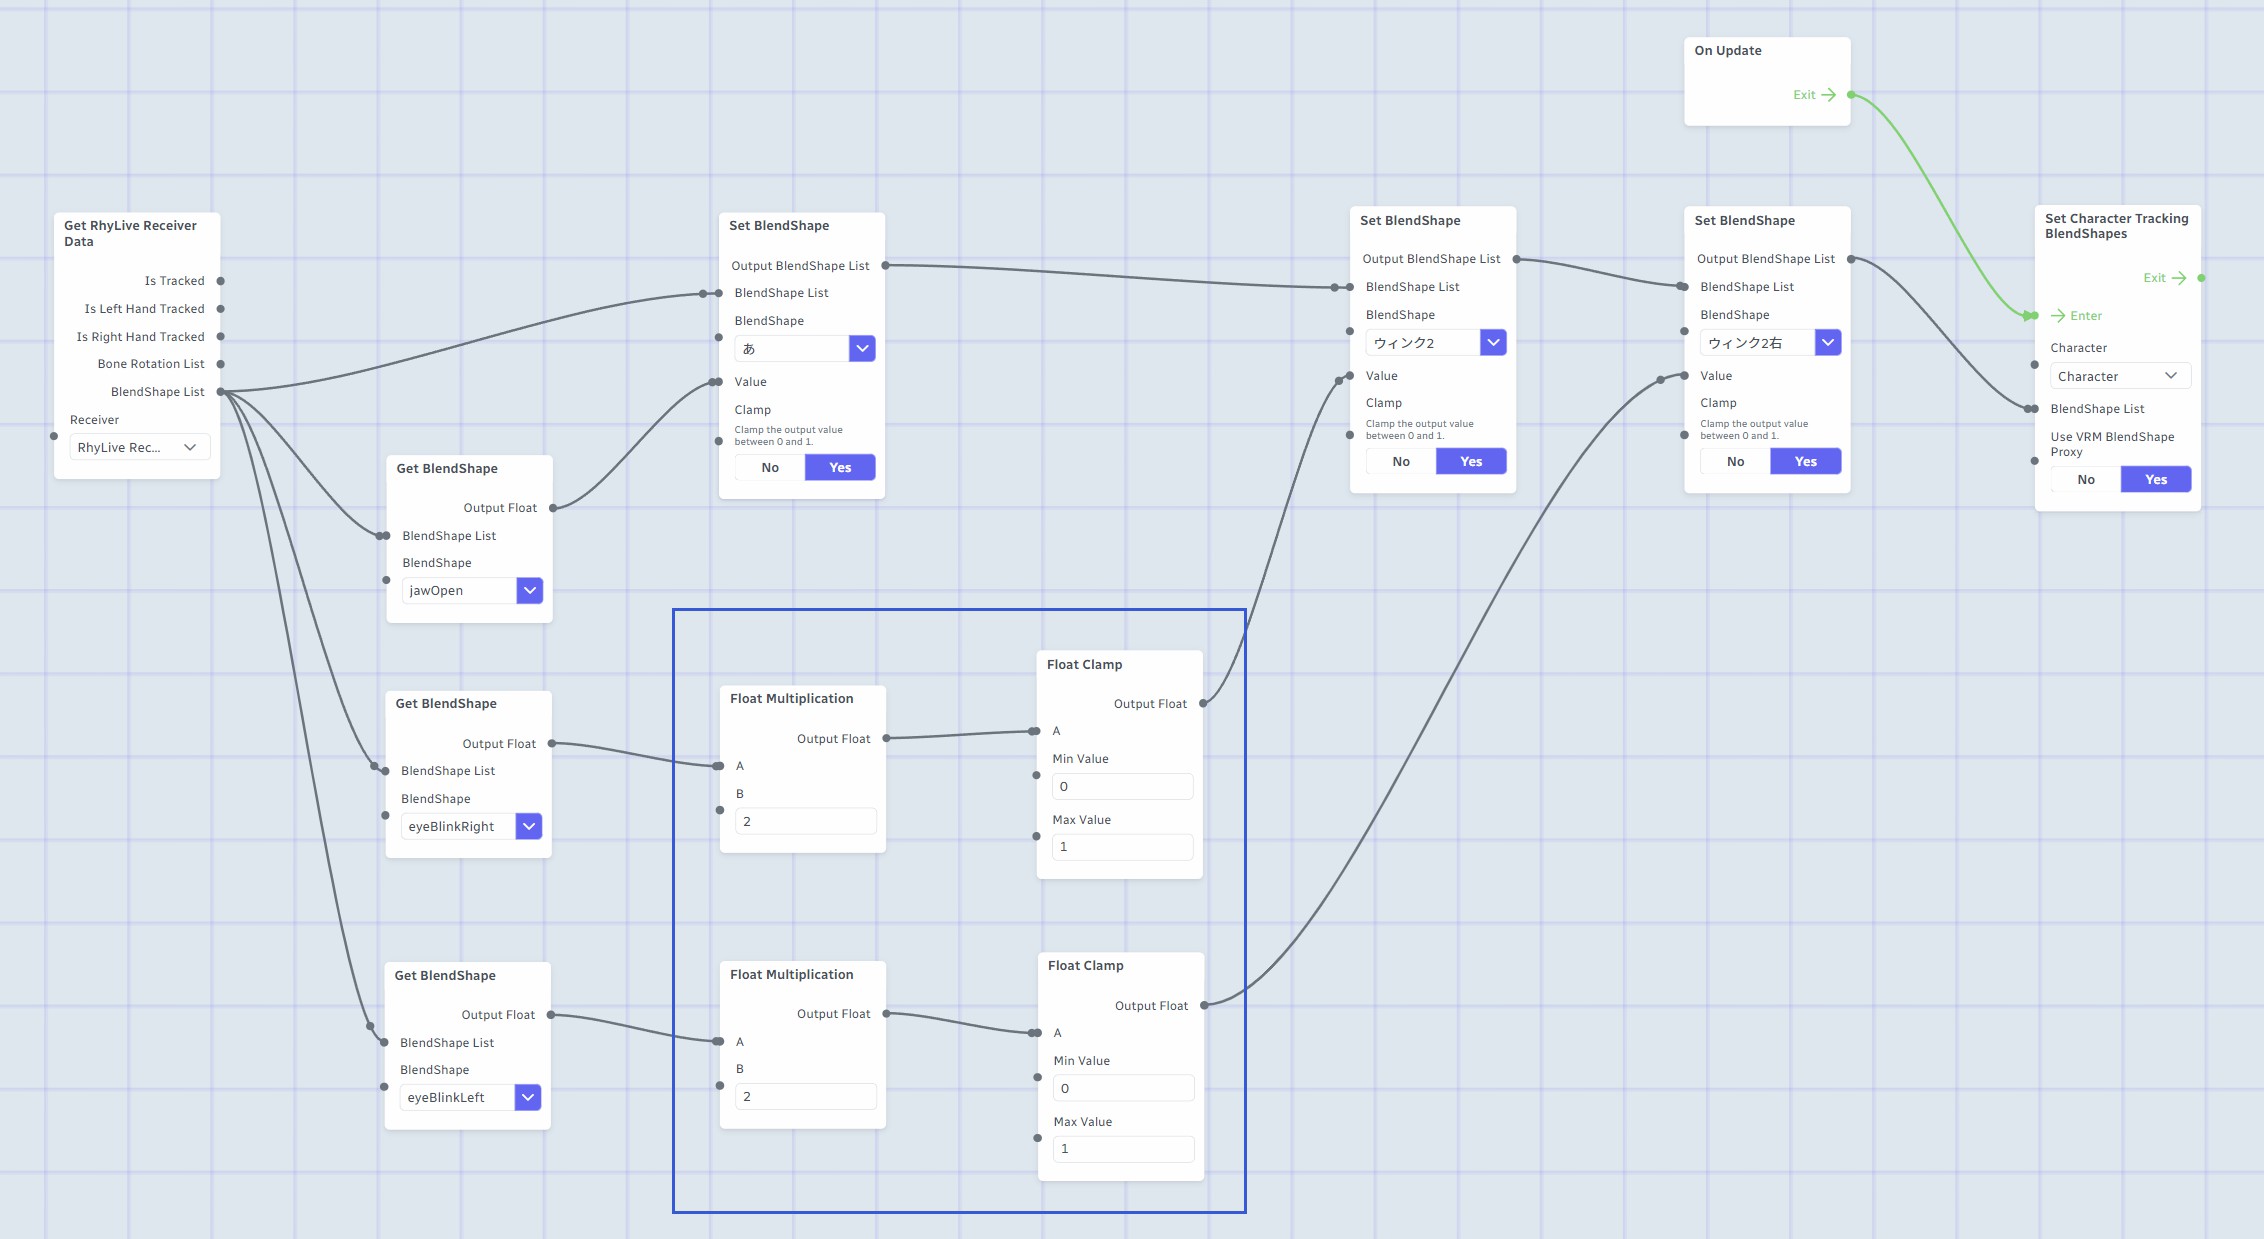 On Update
Exit
Get RhyLive Receiver
Data
Is Tracked
Is Left Hand Tracked
Is Right Hand Tracked
Bone Rotation List
BlendShape List
Receiver
RhyLive Rec...
Get BlendShape
Output Float
BlendShape List
BlendShape
jawOpen
Get BlendShape
Output Float
BlendShape List
BlendShape
eyeBlinkRight
Get BlendShape
Output Float
BlendShape List
BlendShape
eyeBlinkLeft
Set BlendShape
Output BlendShape List
BlendShape List
BlendShape
あ
Value
Clamp
Clamp the output value
between 0 and 1.
No Yes
Float Multiplication
Output Float
A
B
2
Float Multiplication
Output Float
A
B
2
Float Clamp
Output Float
A
Min Value
0
Max Value
1
Float Clamp
Output Float
A
Min Value
0
Max Value
1
Set BlendShape
Output BlendShape List
BlendShape List
BlendShape
ウィンク2
Value
Clamp
Clamp the output value
between 0 and 1.
No Yes
Set BlendShape
Output BlendShape List
BlendShape List
BlendShape
ウィンク2右
Value
Clamp
Clamp the output value
between 0 and 1.
No Yes
Set Character Tracking
BlendShapes
Exit
Enter
Character
Character
BlendShape List
Use VRM BlendShape
Proxy
No Yes